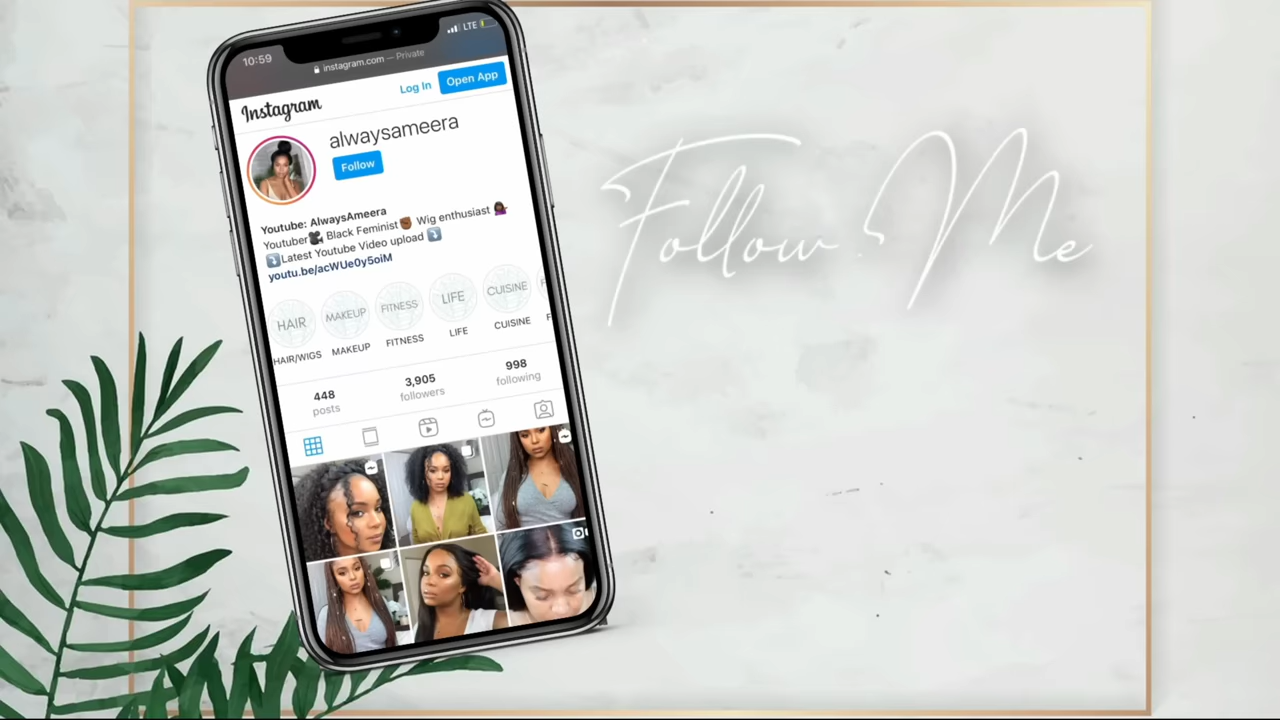 10:59
LTE
instagram.com — Private
Instagram
Log In
Open App
alwaysameera
Follow
Youtube: AlwaysAmeera
Youtuber🎥 Black Feminist✊🏾 Wig enthusiast 💁🏾‍♀️
⤵️Latest Youtube Video upload ⤵️
youtu.be/acWUe0y5oiM
HAIR
MAKEUP
FITNESS
LIFE
CUISINE
HAIR/WIGS
MAKEUP
FITNESS
LIFE
CUISINE
448
posts
3,905
followers
998
following
Follow Me